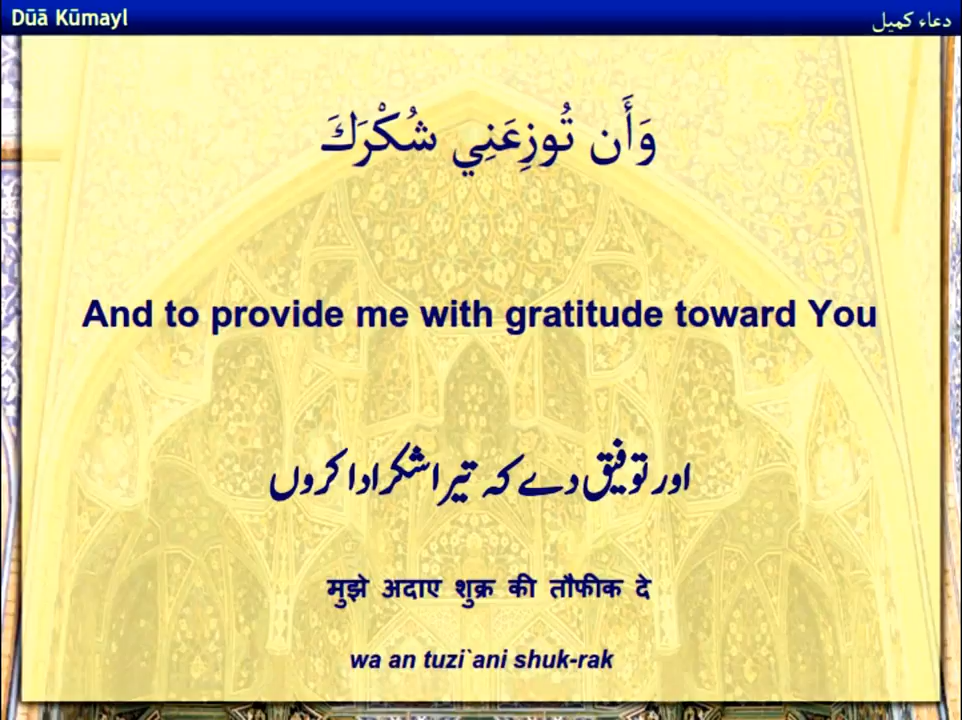 Dūā Kūmayl
دعاء كميل
وَأَن تُوزِعَنِي شُكْرَكَ
And to provide me with gratitude toward You
اور توفیق دے کہ تیرا شکر ادا کروں
मुझे अदाए शुक्र की तौफीक दे
wa an tuzi`ani shuk-rak